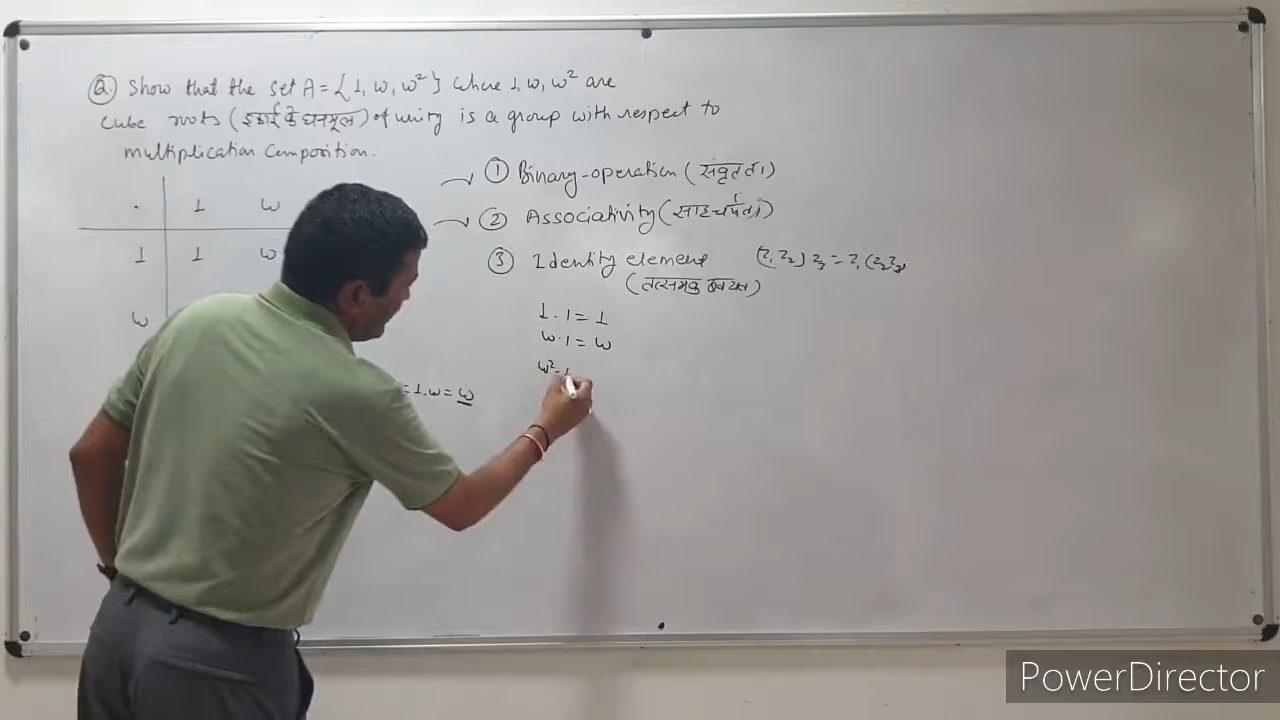 Q. Show that the set A = {1, ω, ω²} where 1, ω, ω² are
cube roots (इकाई के घनमूल) of unity is a group with respect to
multiplication composition.
· 1 ω
1 1 ω
ω
= 1.ω = ω
① Binary-operation (संवृतता)
② Associativity (साहचर्यता)
③ Identity element
(तत्समक अवयव)
(z₁ z₂) z₃ = z₁ (z₂ z₃)
1 · 1 = 1
ω · 1 = ω
ω² · 1
PowerDirector